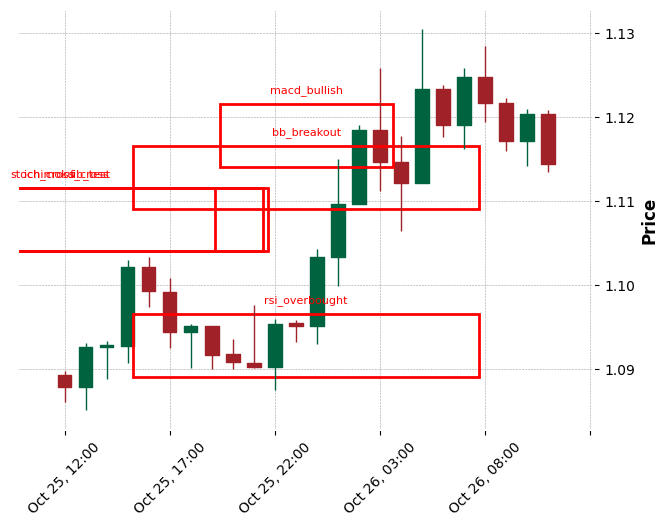 1.13
macd_bullish
1.12
bb_breakout
1.11
1.10
rsi_overbought
1.09
Price
Oct 25, 12:00
Oct 25, 17:00
Oct 25, 22:00
Oct 26, 03:00
Oct 26, 08:00